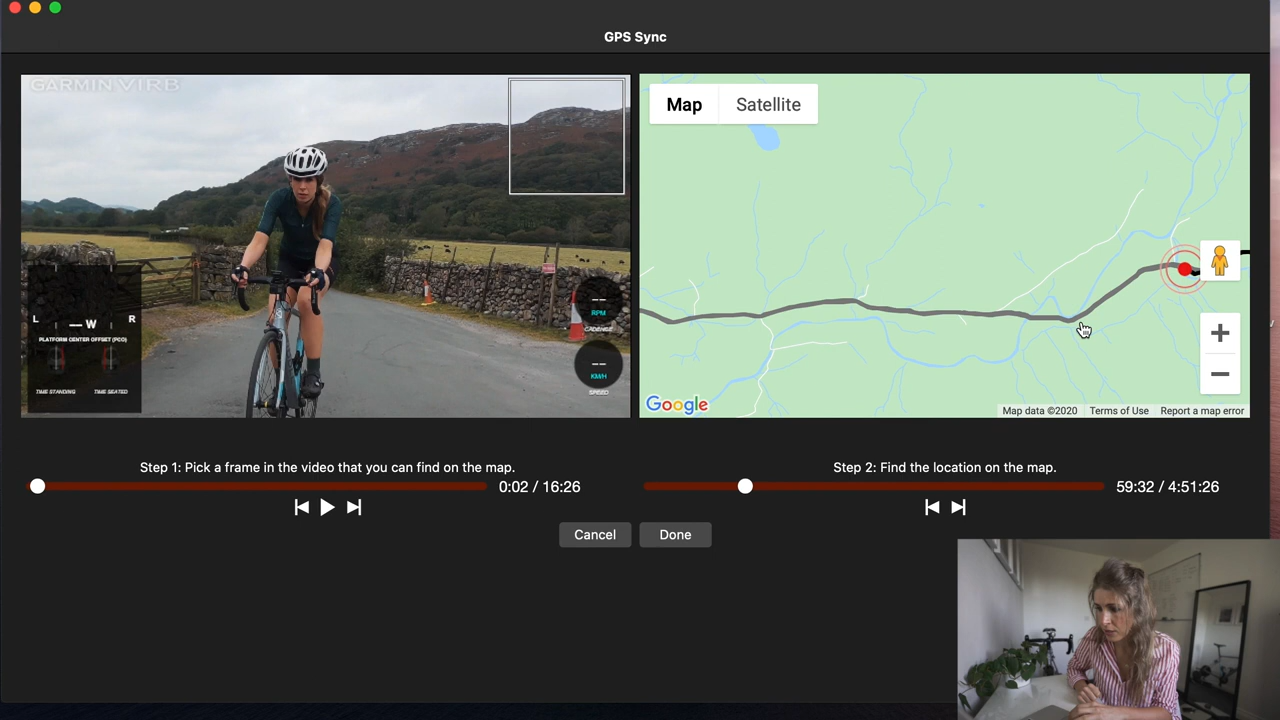 GPS Sync
GARMIN VIRB
L
R
-- W
PLATFORM CENTER OFFSET (PCO)
TIME STANDING
TIME SEATED
--
RPM
CADENCE
--
KM/H
SPEED
Map
Satellite
Google
Map data ©2020
Terms of Use
Report a map error
Step 1: Pick a frame in the video that you can find on the map.
0:02 / 16:26
Step 2: Find the location on the map.
59:32 / 4:51:26
Cancel
Done